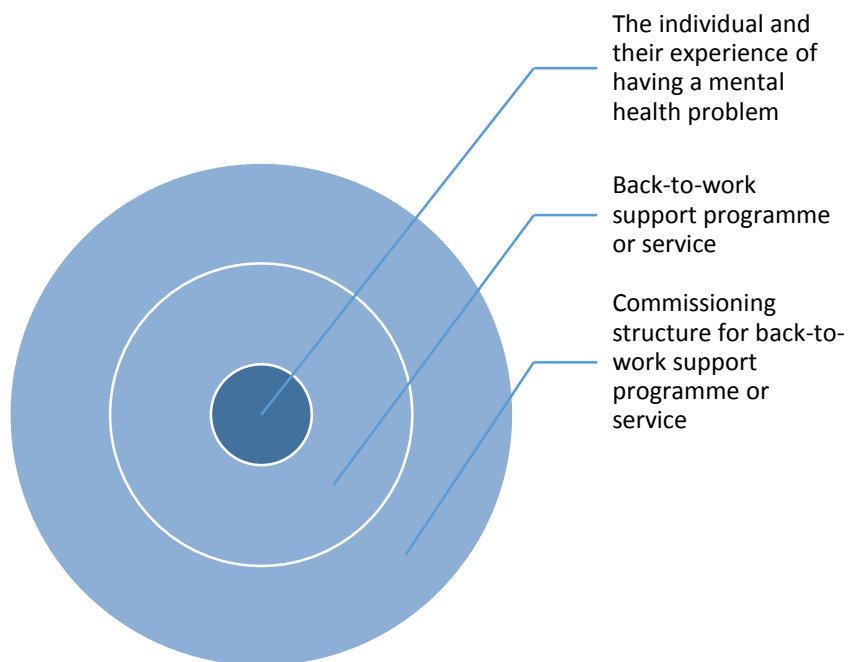 The individual and
their experience of
having a mental
health problem
Back-to-work
support programme
or service
Commissioning
structure for back-to-
work support
programme or
service